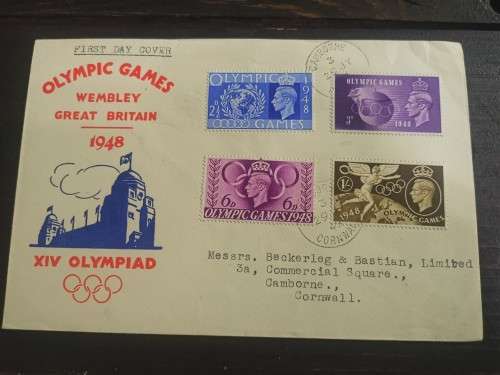 FIRST DAY COVER
OLYMPIC GAMES
WEMBLEY
GREAT BRITAIN
1948
XIV OLYMPIAD
OLYMPIC
1948
2½D
GAMES
OLYMPIC GAMES
3D
1948
6D
6D
OLYMPIC GAMES 1948
1/-
1948
OLYMPIC GAMES
CAMBORNE
CORNWALL
Messrs. Beckerleg & Bastian, Limited
3a, Commercial Square.,
Camborne.,
Cornwall.